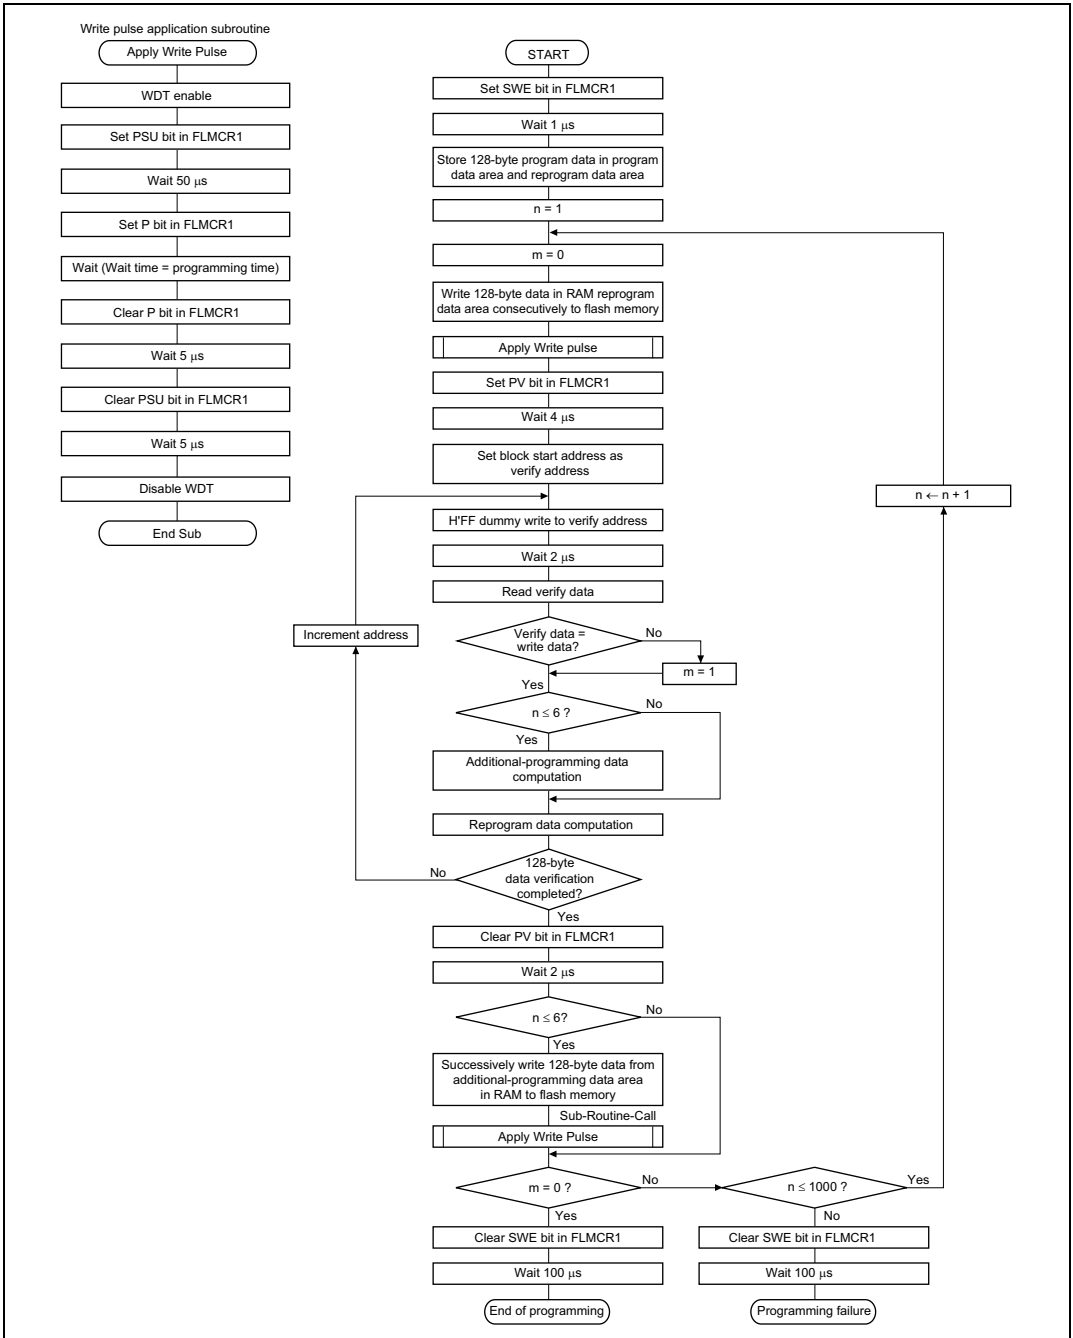 Write pulse application subroutine
Apply Write Pulse
WDT enable
Set PSU bit in FLMCR1
Wait 50 μs
Set P bit in FLMCR1
Wait (Wait time = programming time)
Clear P bit in FLMCR1
Wait 5 μs
Clear PSU bit in FLMCR1
Wait 5 μs
Disable WDT
End Sub
START
Set SWE bit in FLMCR1
Wait 1 μs
Store 128-byte program data in program
data area and reprogram data area
n = 1
m = 0
Write 128-byte data in RAM reprogram
data area consecutively to flash memory
Apply Write pulse
Set PV bit in FLMCR1
Wait 4 μs
Set block start address as
verify address
n ← n + 1
H'FF dummy write to verify address
Wait 2 μs
Read verify data
Increment address
Verify data =
write data?
No
m = 1
Yes
n ≤ 6 ?
No
Yes
Additional-programming data
computation
Reprogram data computation
128-byte
data verification
completed?
No
Yes
Clear PV bit in FLMCR1
Wait 2 μs
n ≤ 6?
No
Yes
Successively write 128-byte data from
additional-programming data area
in RAM to flash memory
Sub-Routine-Call
Apply Write Pulse
m = 0 ?
No
n ≤ 1000 ?
Yes
Yes
No
Clear SWE bit in FLMCR1
Clear SWE bit in FLMCR1
Wait 100 μs
Wait 100 μs
End of programming
Programming failure